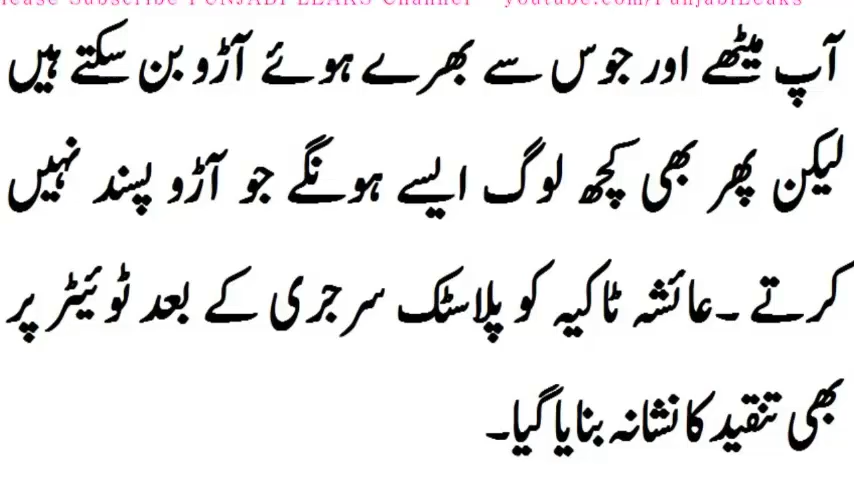 lease Subscribe PUNJABI LEAKS Channel - youtube.com/PunjabiLeaks
آپ میٹھے اور جوس سے بھرے ہوئے آڑو بن سکتے ہیں
لیکن پھر بھی کچھ لوگ ایسے ہونگے جو آڑو پسند نہیں
کرتے ۔عائشہ ٹاکیہ کو پلاسٹک سرجری کے بعد ٹوئیٹر پر
بھی تنقید کا نشانہ بنایا گیا۔